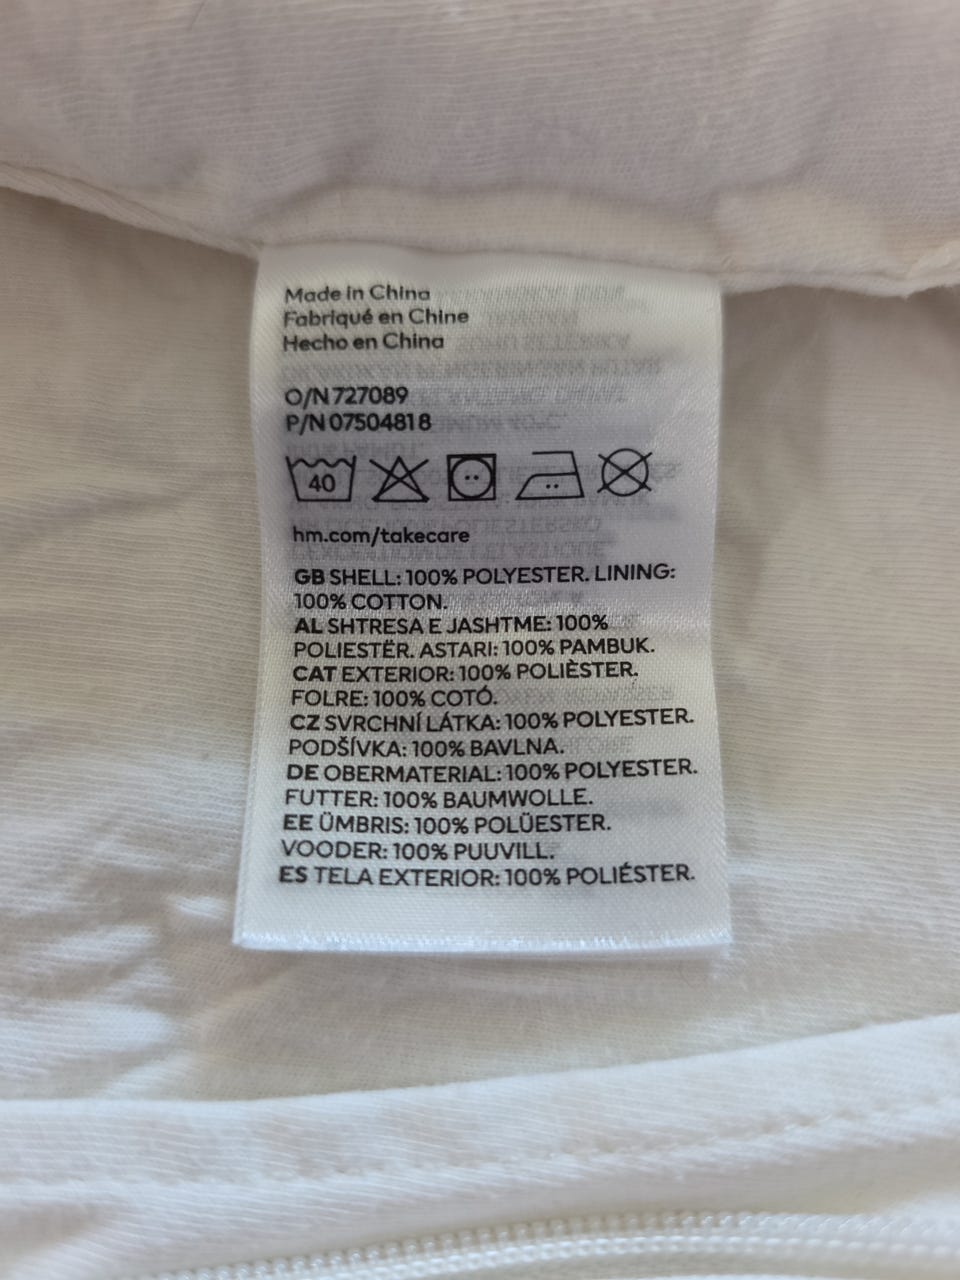 Made in China
Fabriqué en Chine
Hecho en China
O/N 727089
P/N 07504818
40
hm.com/takecare
GB SHELL: 100% POLYESTER. LINING:
100% COTTON.
AL SHTRESA E JASHTME: 100%
POLIESTËR. ASTARI: 100% PAMBUK.
CAT EXTERIOR: 100% POLIÈSTER.
FOLRE: 100% COTÓ.
CZ SVRCHNÍ LÁTKA: 100% POLYESTER.
PODŠÍVKA: 100% BAVLNA.
DE OBERMATERIAL: 100% POLYESTER.
FUTTER: 100% BAUMWOLLE.
EE ÜMBRIS: 100% POLÜESTER.
VOODER: 100% PUUVILL.
ES TELA EXTERIOR: 100% POLIÉSTER.